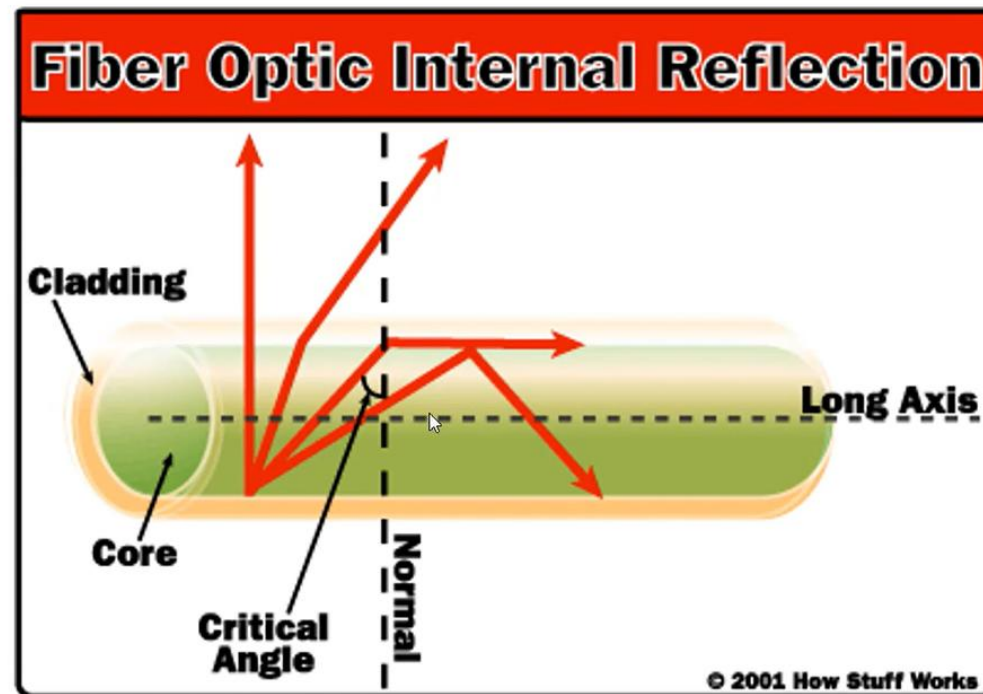 Fiber Optic Internal Reflection
Cladding
Long Axis
Core
Normal
Critical
Angle
© 2001 How Stuff Works